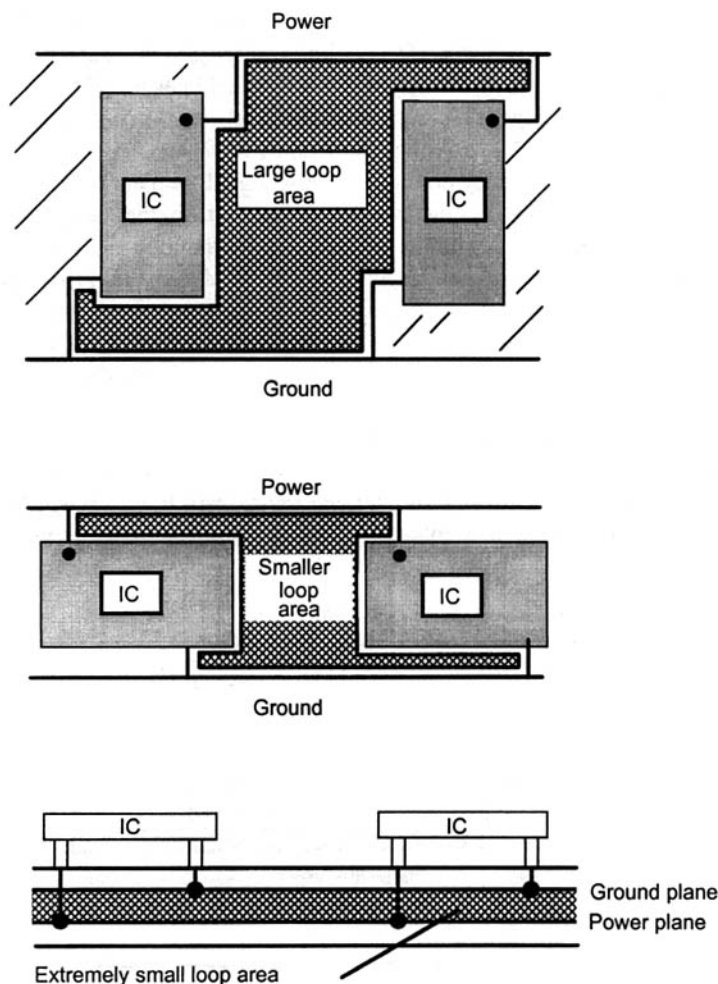 Power
Large loop
area
IC
IC
Ground
Power
Smaller
loop
area
IC
IC
Ground
IC
IC
Ground plane
Power plane
Extremely small loop area